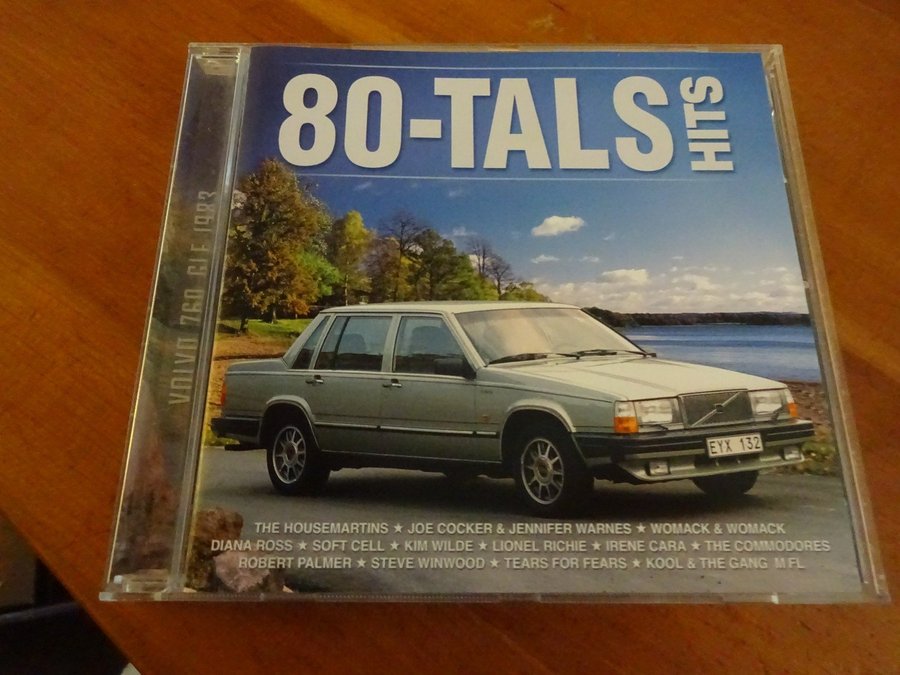 80-TALS
HITS
VOLVO 760 GLE 1983
EYX 132
THE HOUSEMARTINS ★ JOE COCKER & JENNIFER WARNES ★ WOMACK & WOMACK
DIANA ROSS ★ SOFT CELL ★ KIM WILDE ★ LIONEL RICHIE ★ IRENE CARA ★ THE COMMODORES
ROBERT PALMER ★ STEVE WINWOOD ★ TEARS FOR FEARS ★ KOOL & THE GANG M FL